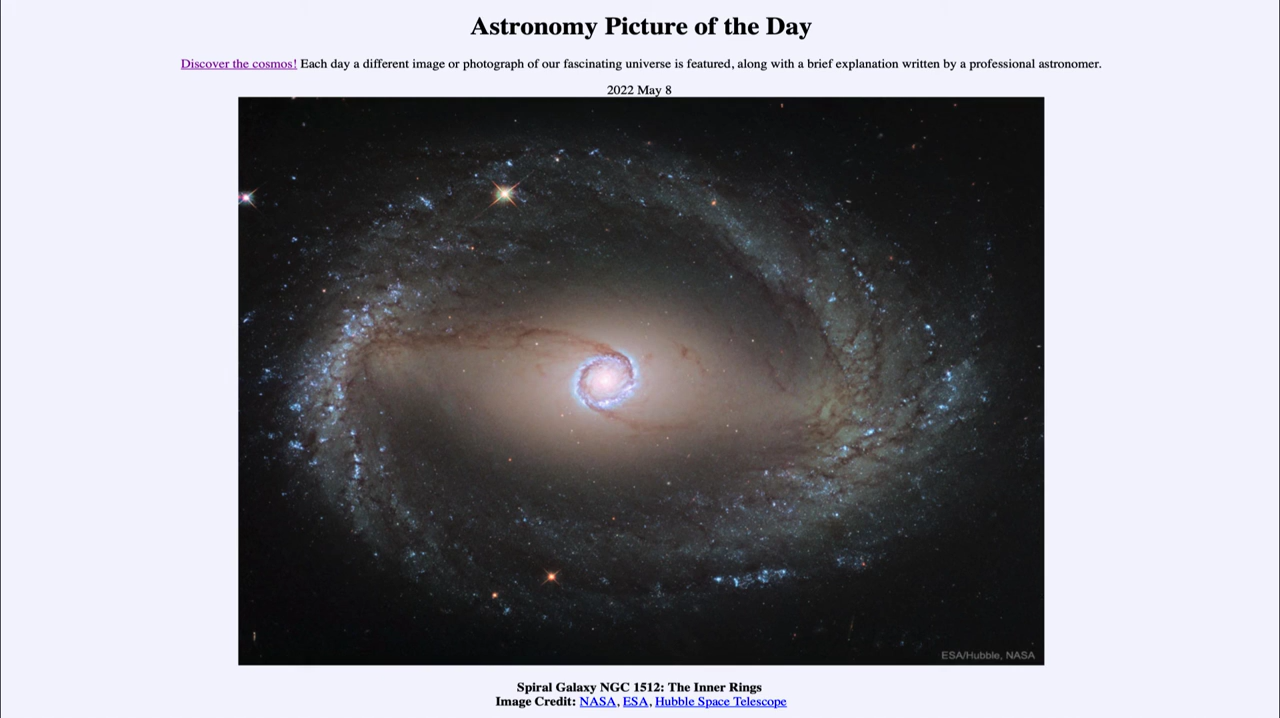 Astronomy Picture of the Day
Discover the cosmos! Each day a different image or photograph of our fascinating universe is featured, along with a brief explanation written by a professional astronomer.
2022 May 8
ESA/Hubble, NASA
Spiral Galaxy NGC 1512: The Inner Rings
Image Credit: NASA, ESA, Hubble Space Telescope